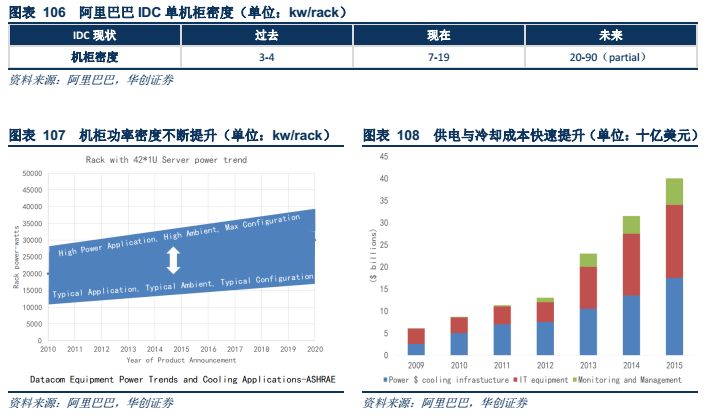 图表 106 阿里巴巴 IDC 单机柜密度（单位：kw/rack）
IDC 现状 过去 现在 未来
机柜密度 3-4 7-19 20-90（partial）
资料来源：阿里巴巴，华创证券
图表 107 机柜功率密度不断提升（单位：kw/rack）
Rack with 42*1U Server power trend
Rack power-watts
50000
45000
40000
35000
30000
25000
20000
15000
10000
5000
0
High Power Application, High Ambient, Max Configuration
Typical Application, Typical Ambient, Typical Configuration
2010 2011 2012 2013 2014 2015 2016 2017 2018 2019 2020
Year of Product Announcement
Datacom Equipment Power Trends and Cooling Applications-ASHRAE
资料来源：阿里巴巴，华创证券
图表 108 供电与冷却成本快速提升（单位：十亿美元）
($ billions)
45
40
35
30
25
20
15
10
5
0
2009 2010 2011 2012 2013 2014 2015
Power $ cooling infrastucture IT equipment Monitoring and Management
资料来源：阿里巴巴，华创证券